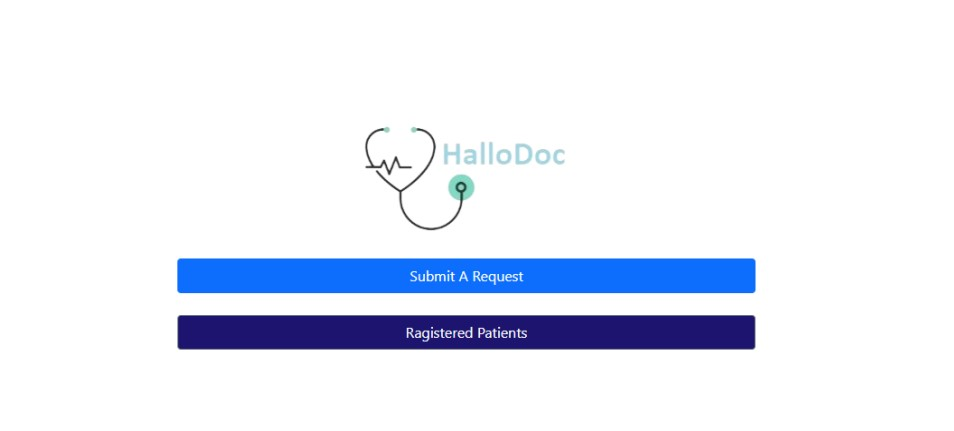 HalloDoc
Submit A Request
Ragistered Patients